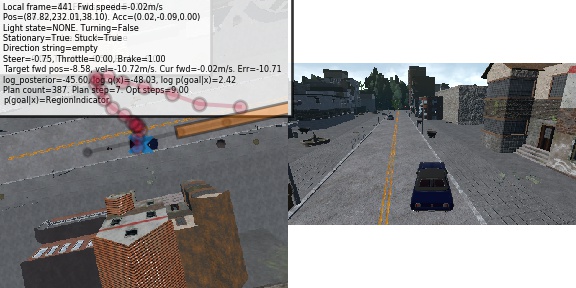 Local frame=441. Fwd speed=-0.02m/s
Pos=(87.82,231.01,38.10). Acc=(0.02,-0.09,0.00)
Light state=NONE. Turning=False
Stationary=True. Stuck=True
Direction string=empty
Steer=-0.75, Throttle=0.00, Brake=1.00
Target fwd pos=-8.58, vel=-10.72m/s. Cur fwd=-0.02m/s. Err=-10.71
log_posterior=-45.60, log q(x)=-48.03, log p(goal|x)=2.42
Plan count=387. Plan step=7. Opt steps=9.00
p(goal|x)=RegionIndicator